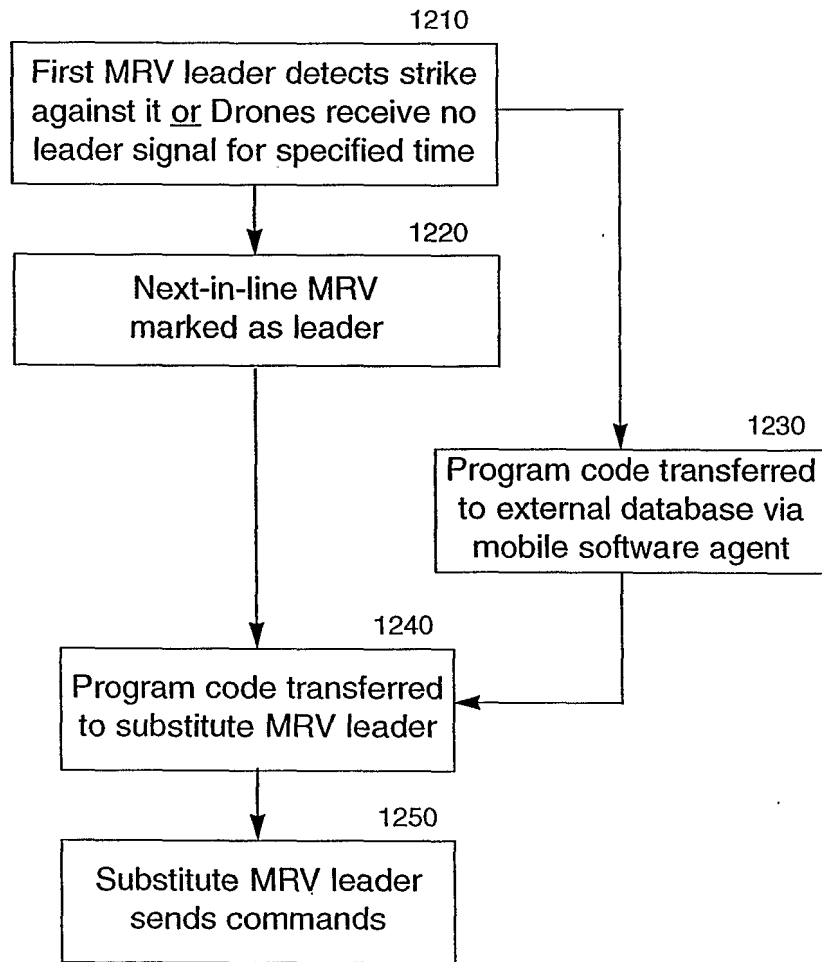 1210
First MRV leader detects strike
against it or Drones receive no
leader signal for specified time
1220
Next-in-line MRV
marked as leader
1230
Program code transferred
to external database via
mobile software agent
1240
Program code transferred
to substitute MRV leader
1250
Substitute MRV leader
sends commands